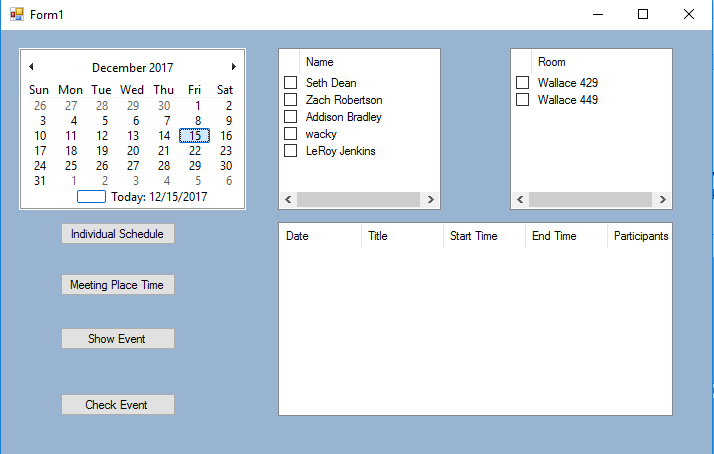 Form1
December 2017
Sun Mon Tue Wed Thu Fri Sat
26 27 28 29 30 1 2
3 4 5 6 7 8 9
10 11 12 13 14 15 16
17 18 19 20 21 22 23
24 25 26 27 28 29 30
31 1 2 3 4 5 6
Today: 12/15/2017
Name
Seth Dean
Zach Robertson
Addison Bradley
wacky
LeRoy Jenkins
Room
Wallace 429
Wallace 449
Individual Schedule
Meeting Place Time
Show Event
Check Event
Date Title Start Time End Time Participants